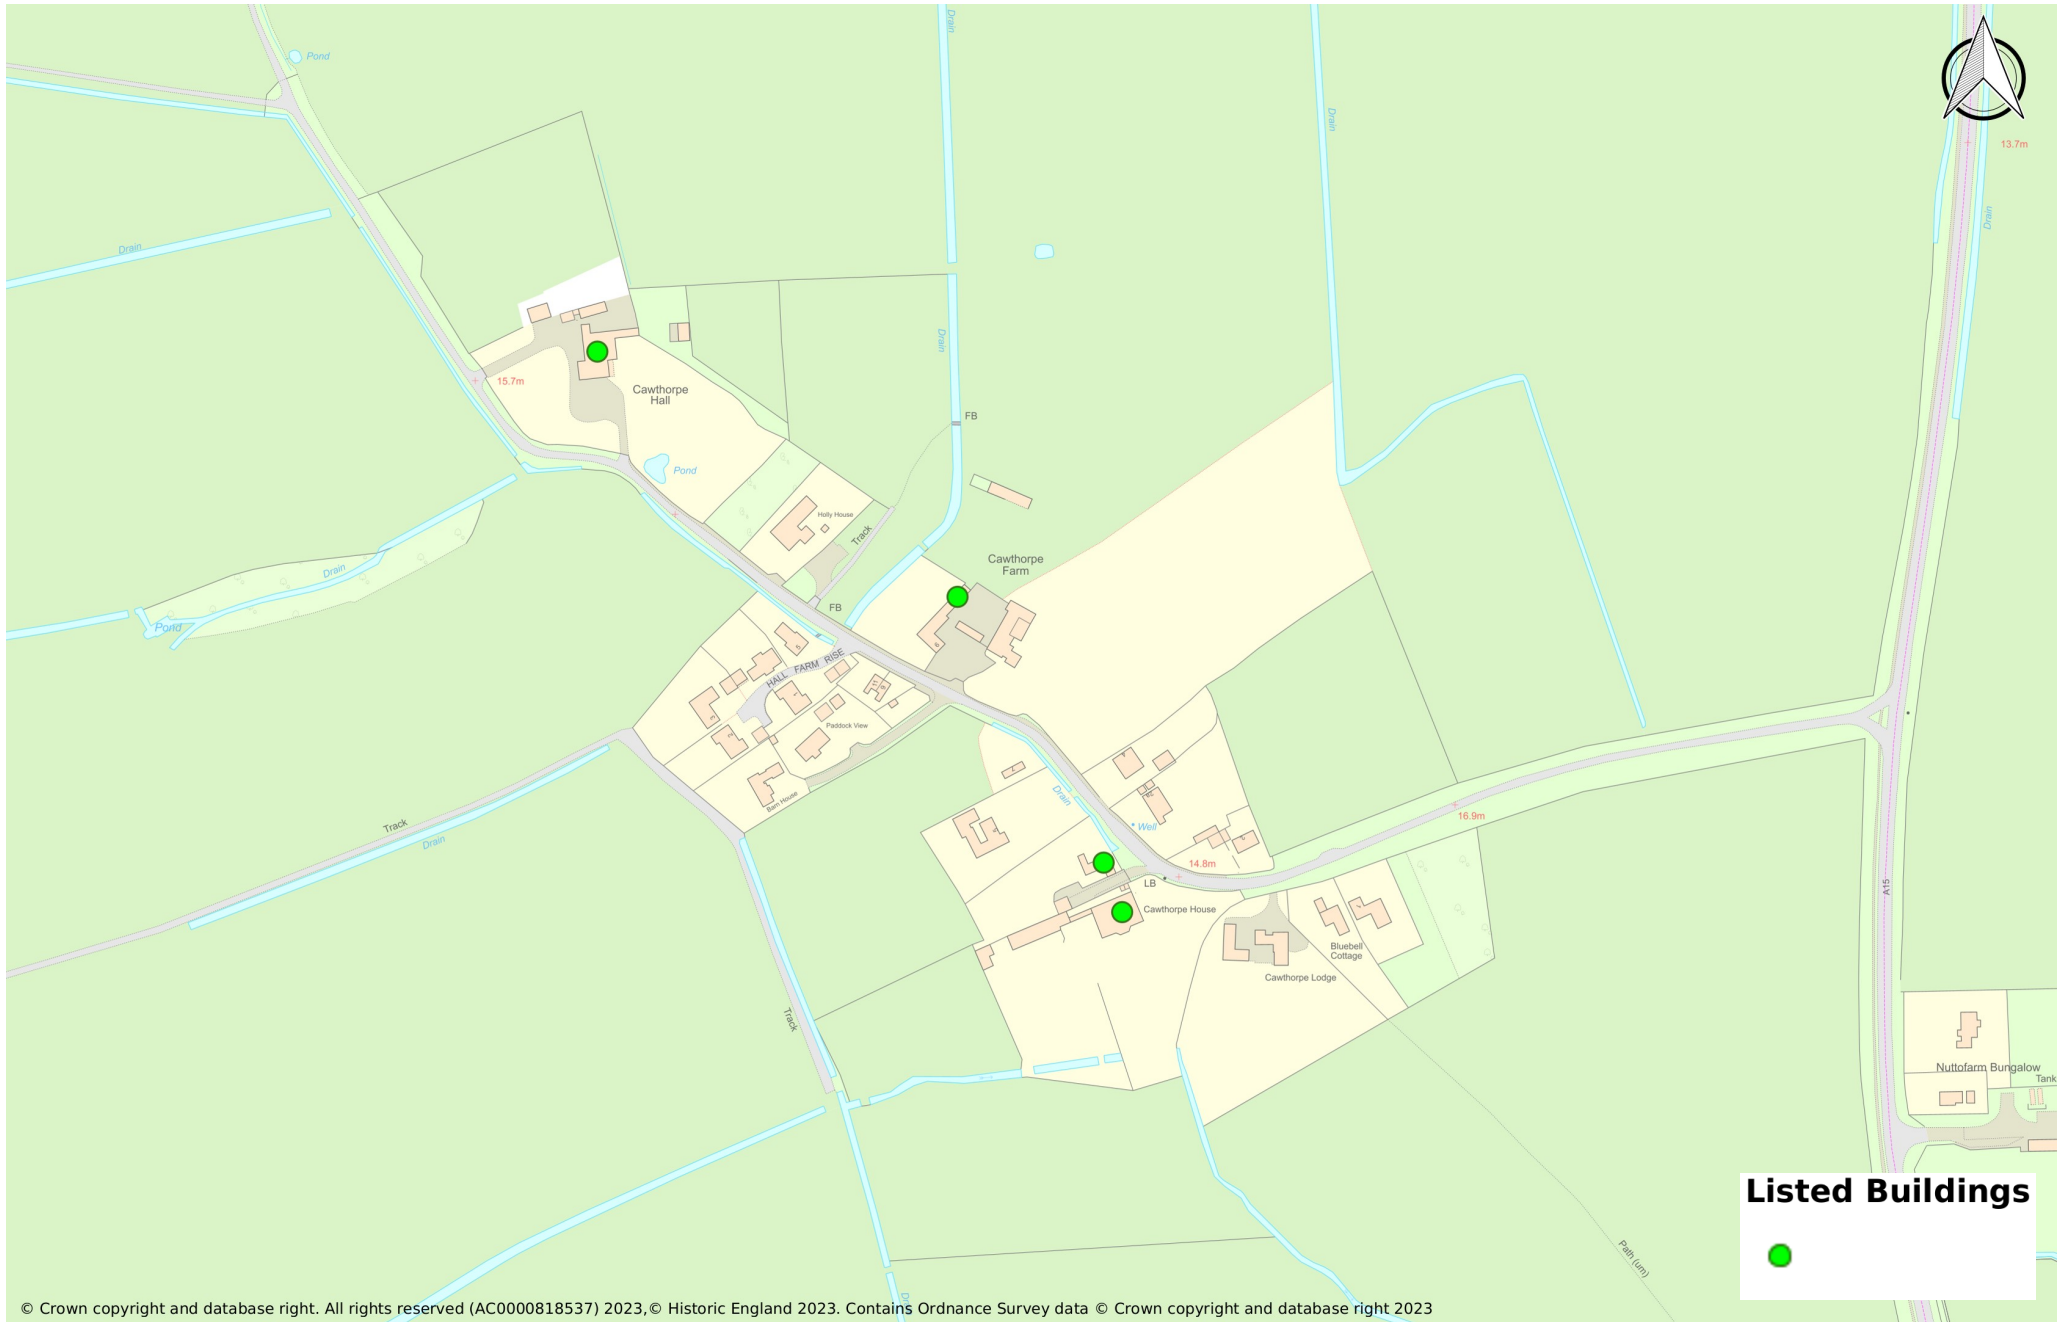 Drain
Pond
13.7m
Drain
Drain
Drain
Drain
15.7m
Cawthorpe
Hall
FB
Pond
Holly House
Track
Cawthorpe
Farm
Drain
FB
Pond
HALL FARM RISE
Paddock View
Barn House
Drain
Well
Track
Drain
16.9m
14.8m
LB
A15
Cawthorpe House
Bluebell
Cottage
Cawthorpe Lodge
Track
Nuttofarm Bungalow
Tank
Listed Buildings
Path (um)
© Crown copyright and database right. All rights reserved (AC0000818537) 2023,© Historic England 2023. Contains Ordnance Survey data © Crown copyright and database right 2023